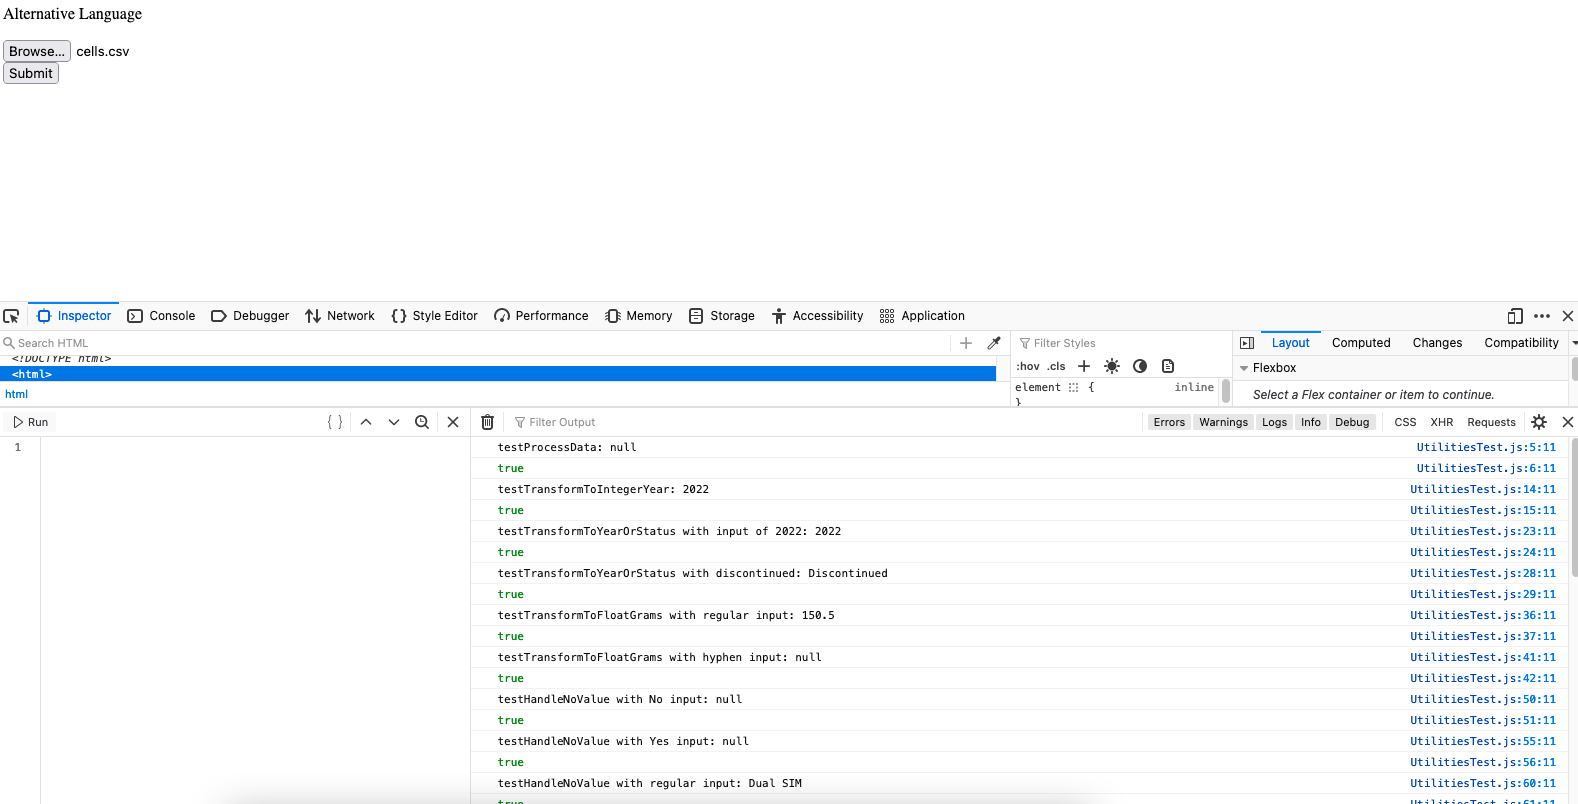 Alternative Language
Browse... cells.csv
Submit
Inspector Console Debugger Network Style Editor Performance Memory Storage Accessibility Application
Search HTML
<!DOCTYPE html>
<html>
html
Filter Styles
:hov .cls
element { inline
}
Layout Computed Changes Compatibility
Flexbox
Select a Flex container or item to continue.
Run
Filter Output Errors Warnings Logs Info Debug CSS XHR Requests
1
testProcessData: null UtilitiesTest.js:5:11
true UtilitiesTest.js:6:11
testTransformToIntegerYear: 2022 UtilitiesTest.js:14:11
true UtilitiesTest.js:15:11
testTransformToYearOrStatus with input of 2022: 2022 UtilitiesTest.js:23:11
true UtilitiesTest.js:24:11
testTransformToYearOrStatus with discontinued: Discontinued UtilitiesTest.js:28:11
true UtilitiesTest.js:29:11
testTransformToFloatGrams with regular input: 150.5 UtilitiesTest.js:36:11
true UtilitiesTest.js:37:11
testTransformToFloatGrams with hyphen input: null UtilitiesTest.js:41:11
true UtilitiesTest.js:42:11
testHandleNoValue with No input: null UtilitiesTest.js:50:11
true UtilitiesTest.js:51:11
testHandleNoValue with Yes input: null UtilitiesTest.js:55:11
true UtilitiesTest.js:56:11
testHandleNoValue with regular input: Dual SIM UtilitiesTest.js:60:11
true UtilitiesTest.js:61:11